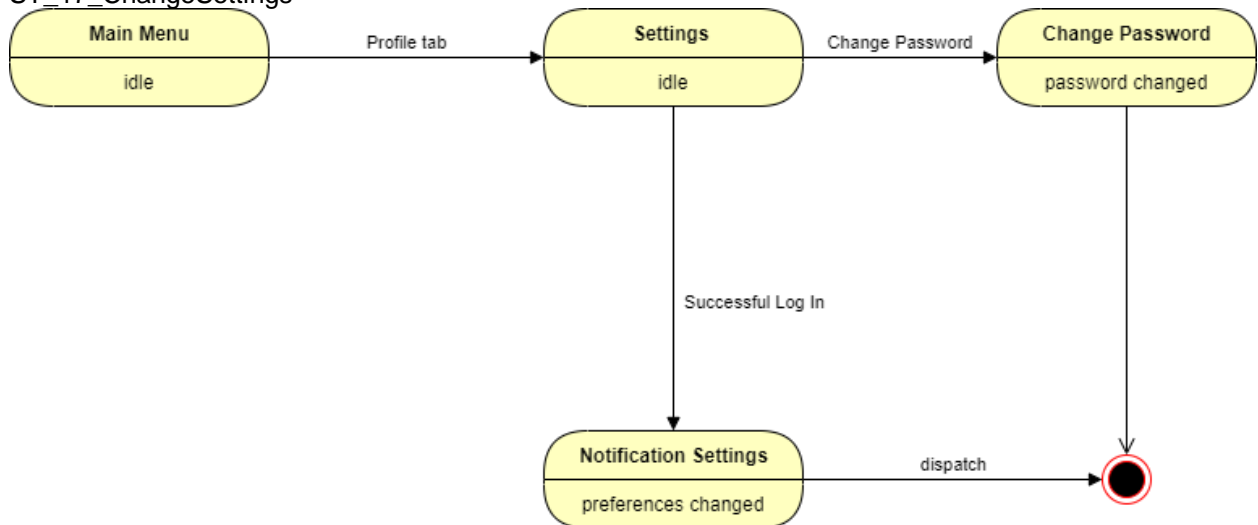 Main Menu
idle
Profile tab
Settings
idle
Change Password
Change Password
password changed
Successful Log In
Notification Settings
preferences changed
dispatch